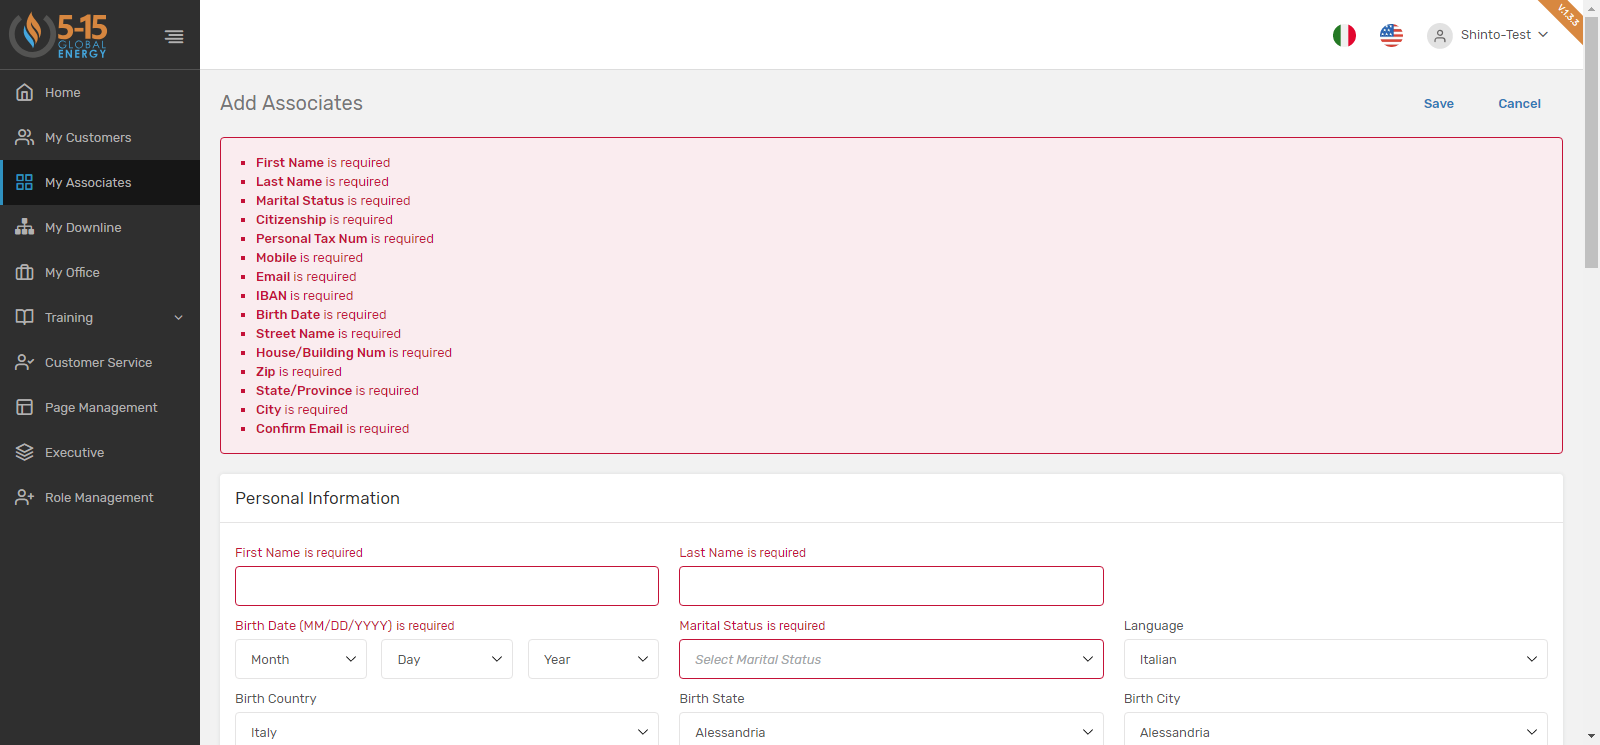 5-15
GLOBAL
ENERGY
Shinto-Test
V.1.3.3
Home
My Customers
My Associates
My Downline
My Office
Training
Customer Service
Page Management
Executive
Role Management
Add Associates
Save
Cancel
First Name is required
Last Name is required
Marital Status is required
Citizenship is required
Personal Tax Num is required
Mobile is required
Email is required
IBAN is required
Birth Date is required
Street Name is required
House/Building Num is required
Zip is required
State/Province is required
City is required
Confirm Email is required
Personal Information
First Name is required
Last Name is required
Birth Date (MM/DD/YYYY) is required
Marital Status is required
Language
Month
Day
Year
Select Marital Status
Italian
Birth Country
Birth State
Birth City
Italy
Alessandria
Alessandria